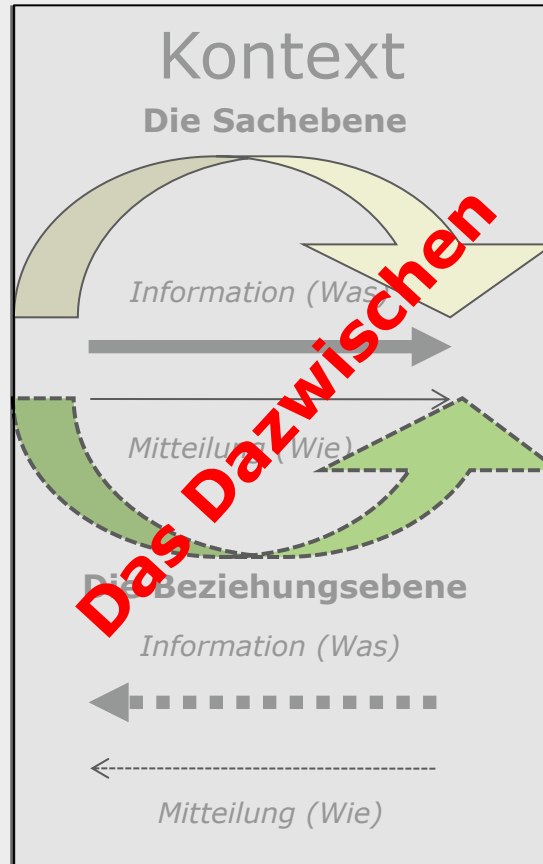 Kontext
Die Sachebene
Information (Was)
Das Dazwischen
Mitteilung (Wie)
Die Beziehungsebene
Information (Was)
Mitteilung (Wie)